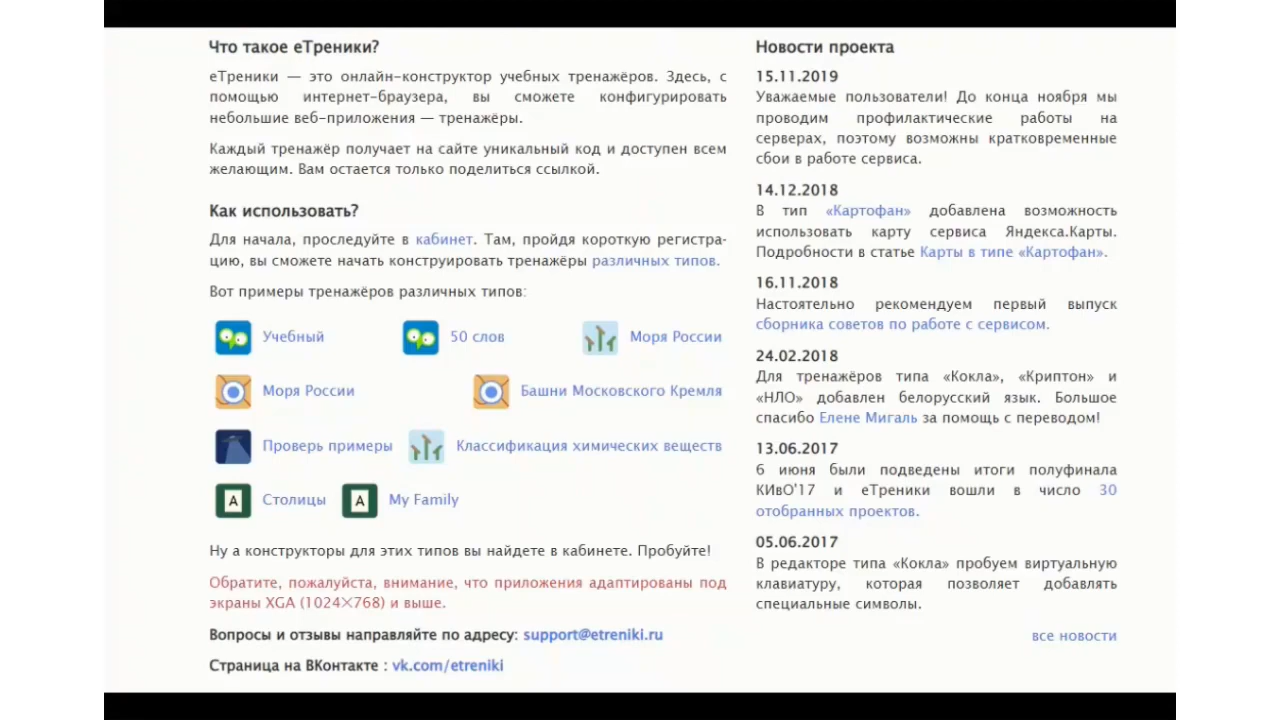 Что такое еТреники?
еТреники — это онлайн-конструктор учебных тренажёров. Здесь, с
помощью интернет-браузера, вы сможете конфигурировать
небольшие веб-приложения — тренажёры.
Каждый тренажёр получает на сайте уникальный код и доступен всем
желающим. Вам остается только поделиться ссылкой.
Как использовать?
Для начала, проследуйте в кабинет. Там, пройдя короткую регистра-
цию, вы сможете начать конструировать тренажёры различных типов.
Вот примеры тренажёров различных типов:
Учебный 50 слов Моря России
Моря России Башни Московского Кремля
Проверь примеры Классификация химических веществ
A Столицы A My Family
Ну а конструкторы для этих типов вы найдете в кабинете. Пробуйте!
Обратите, пожалуйста, внимание, что приложения адаптированы под
экраны XGA (1024×768) и выше.
Вопросы и отзывы направляйте по адресу: support@etreniki.ru
Страница на ВКонтакте : vk.com/etreniki
Новости проекта
15.11.2019
Уважаемые пользователи! До конца ноября мы
проводим профилактические работы на
серверах, поэтому возможны кратковременные
сбои в работе сервиса.
14.12.2018
В тип «Картофан» добавлена возможность
использовать карту сервиса Яндекса.Карты.
Подробности в статье Карты в типе «Картофан».
16.11.2018
Настоятельно рекомендуем первый выпуск
сборника советов по работе с сервисом.
24.02.2018
Для тренажёров типа «Кокла», «Криптон» и
«НЛО» добавлен белорусский язык. Большое
спасибо Елене Мигаль за помощь с переводом!
13.06.2017
6 июня были подведены итоги полуфинала
КИвО'17 и еТреники вошли в число 30
отобранных проектов.
05.06.2017
В редакторе типа «Кокла» пробуем виртуальную
клавиатуру, которая позволяет добавлять
специальные символы.
все новости